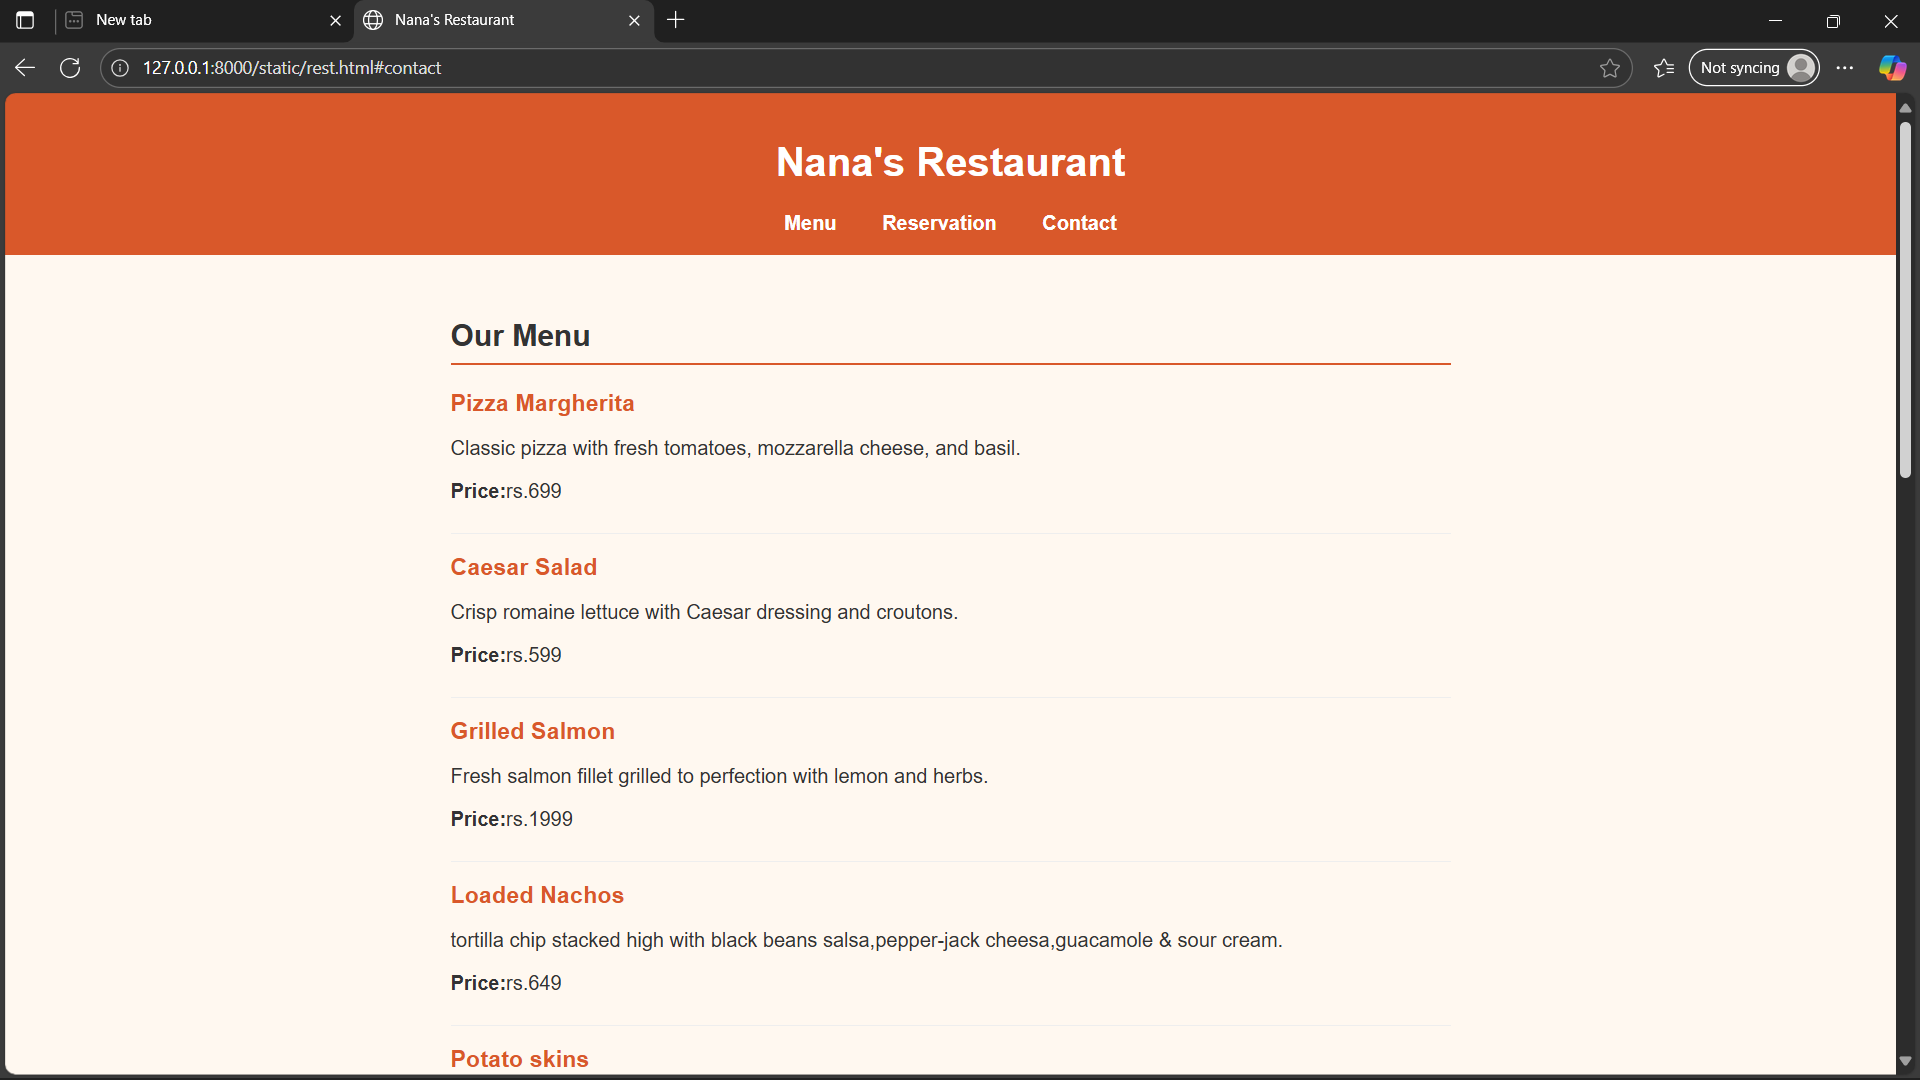 New tab
Nana's Restaurant
127.0.0.1:8000/static/rest.html#contact
Not syncing
Nana's Restaurant
Menu Reservation Contact
Our Menu
Pizza Margherita
Classic pizza with fresh tomatoes, mozzarella cheese, and basil.
Price:rs.699
Caesar Salad
Crisp romaine lettuce with Caesar dressing and croutons.
Price:rs.599
Grilled Salmon
Fresh salmon fillet grilled to perfection with lemon and herbs.
Price:rs.1999
Loaded Nachos
tortilla chip stacked high with black beans salsa,pepper-jack cheesa,guacamole & sour cream.
Price:rs.649
Potato skins